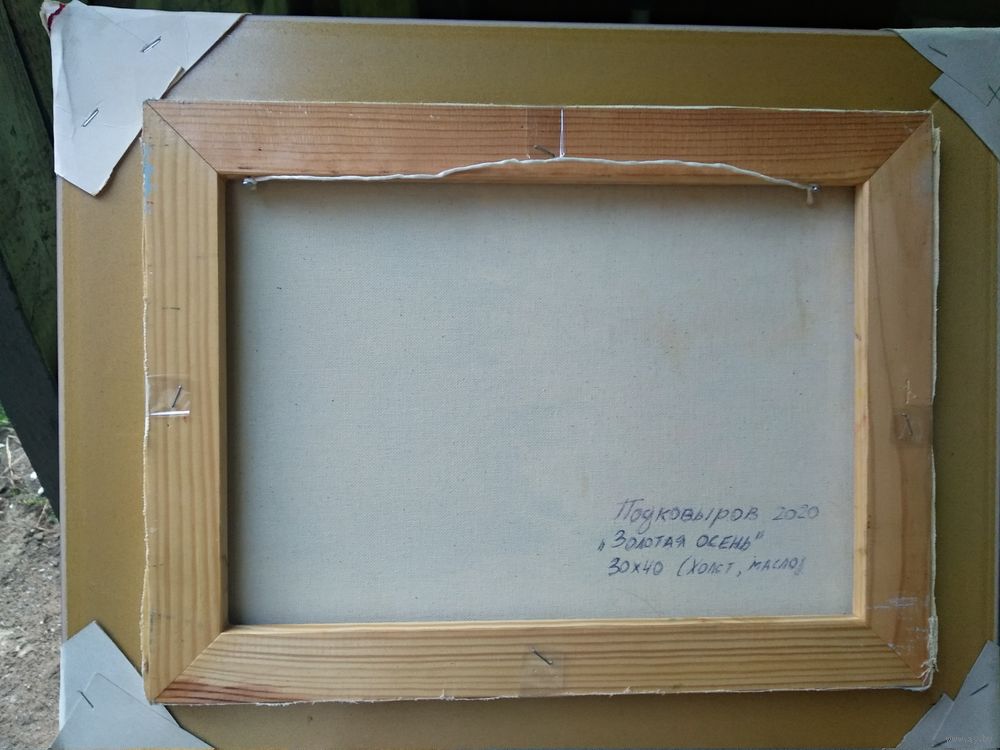 Подковыров 2020
„Золотая осень"
30х40 (холст, масло)